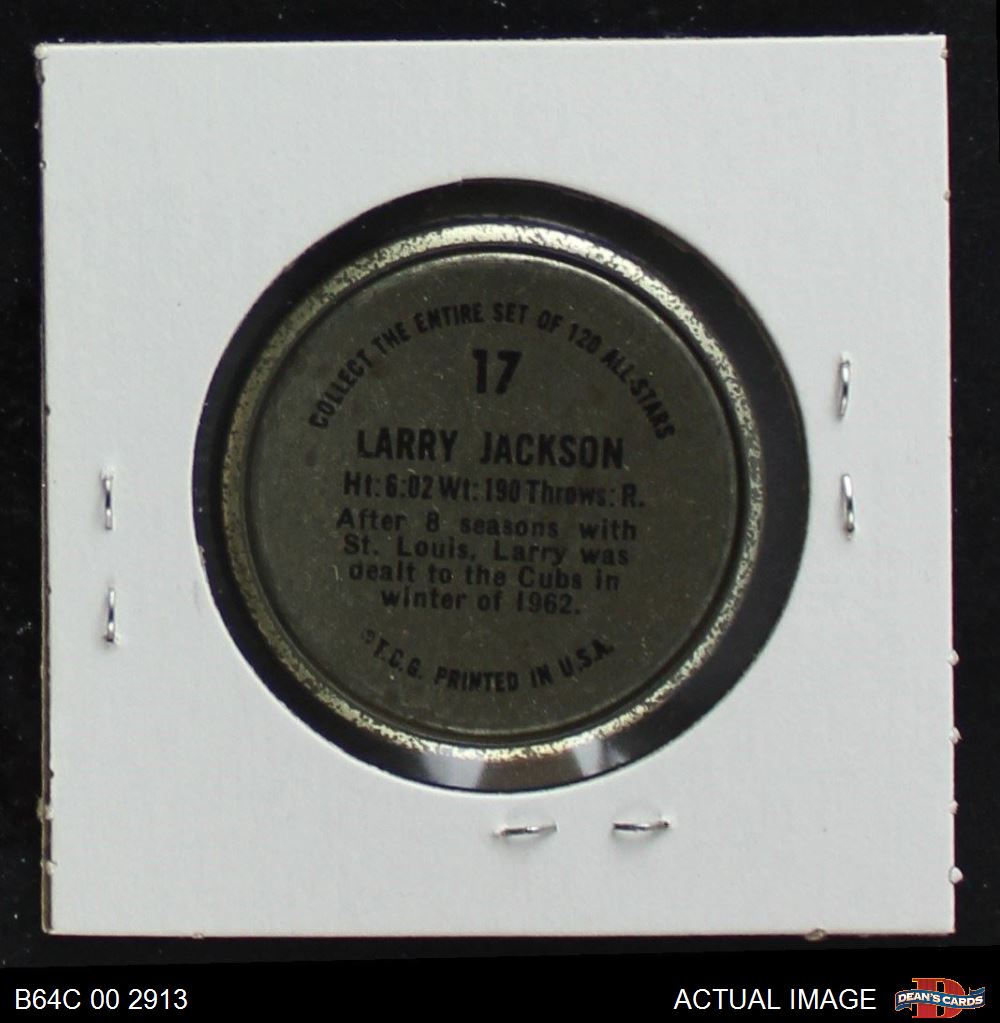 COLLECT THE ENTIRE SET OF 120 ALL-STARS
17
LARRY JACKSON
Ht: 6:02 Wt: 190 Throws: R.
After 8 seasons with
St. Louis, Larry was
dealt to the Cubs in
winter of 1962.
© T.C.G. PRINTED IN U.S.A.
B64C 00 2913
ACTUAL IMAGE
D
DEAN'S CARDS